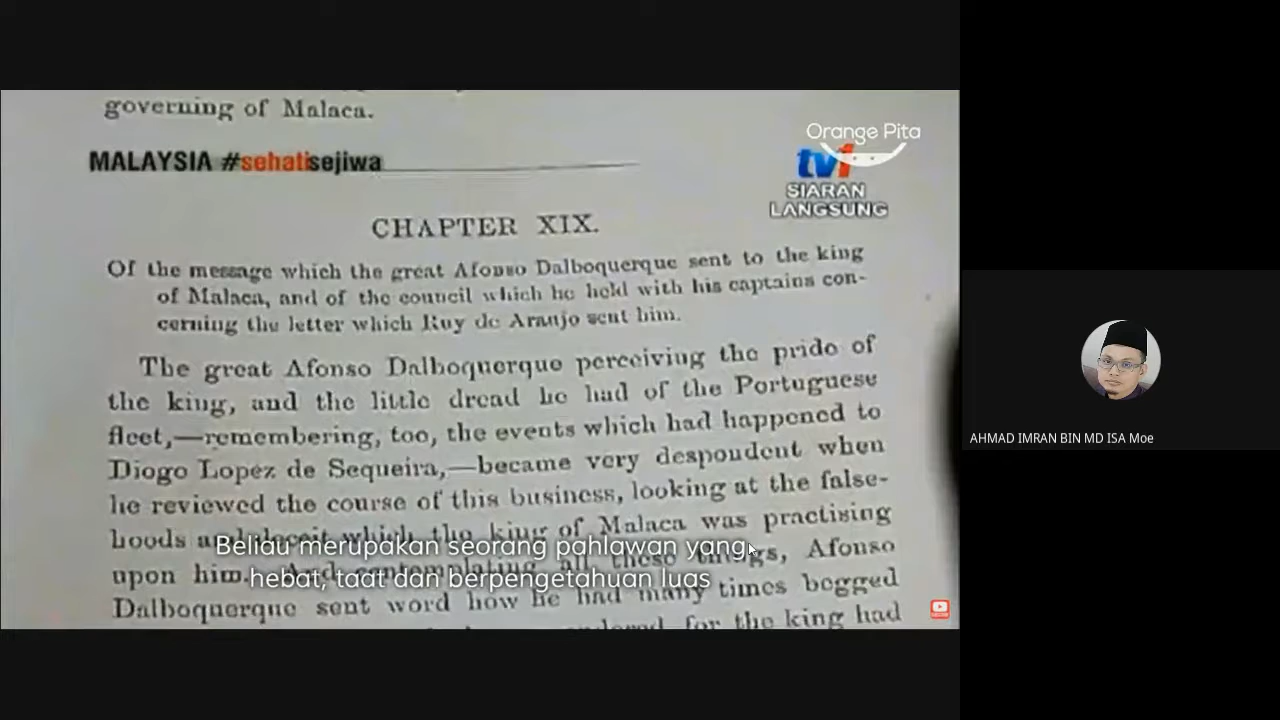 governing of Malaca.
MALAYSIA #sehatisejiwa
Orange Pita
tv1
SIARAN
LANGSUNG
CHAPTER XIX.
Of the message which the great Afonso Dalboquerque sent to the king
of Malaca, and of the council which he held with his captains con-
cerning the letter which Ruy de Araujo sent him.
The great Afonso Dalboquerque perceiving the pride of
the king, and the little dread he had of the Portuguese
fleet,—remembering, too, the events which had happened to
Diogo Lopez de Sequeira,—became very despondent when
he reviewed the course of this business, looking at the false-
hoods and deceit which the king of Malaca was practising
upon him. And contemplating all these things, Afonso
Dalboquerque sent word how he had many times begged
for the king had
Beliau merupakan seorang pahlawan yang
hebat, taat dan berpengetahuan luas
AHMAD IMRAN BIN MD ISA Moe